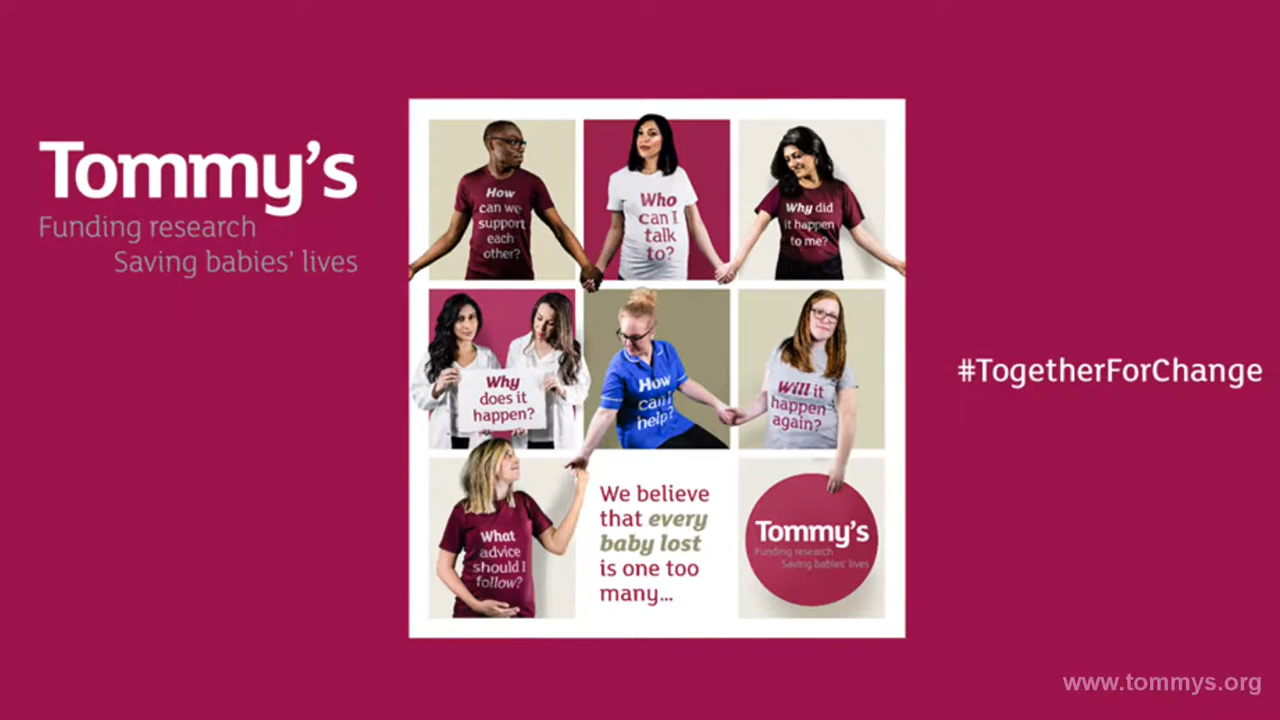 Tommy's
Funding research
Saving babies' lives
How
can we
support
each
other?
Who
can I
talk
to?
Why did
it happen
to me?
Why
does it
happen?
How
can I
help?
Will it
happen
again?
What
advice
should I
follow?
We believe
that every
baby lost
is one too
many...
Tommy's
Funding research
Saving babies' lives
#TogetherForChange
www.tommys.org